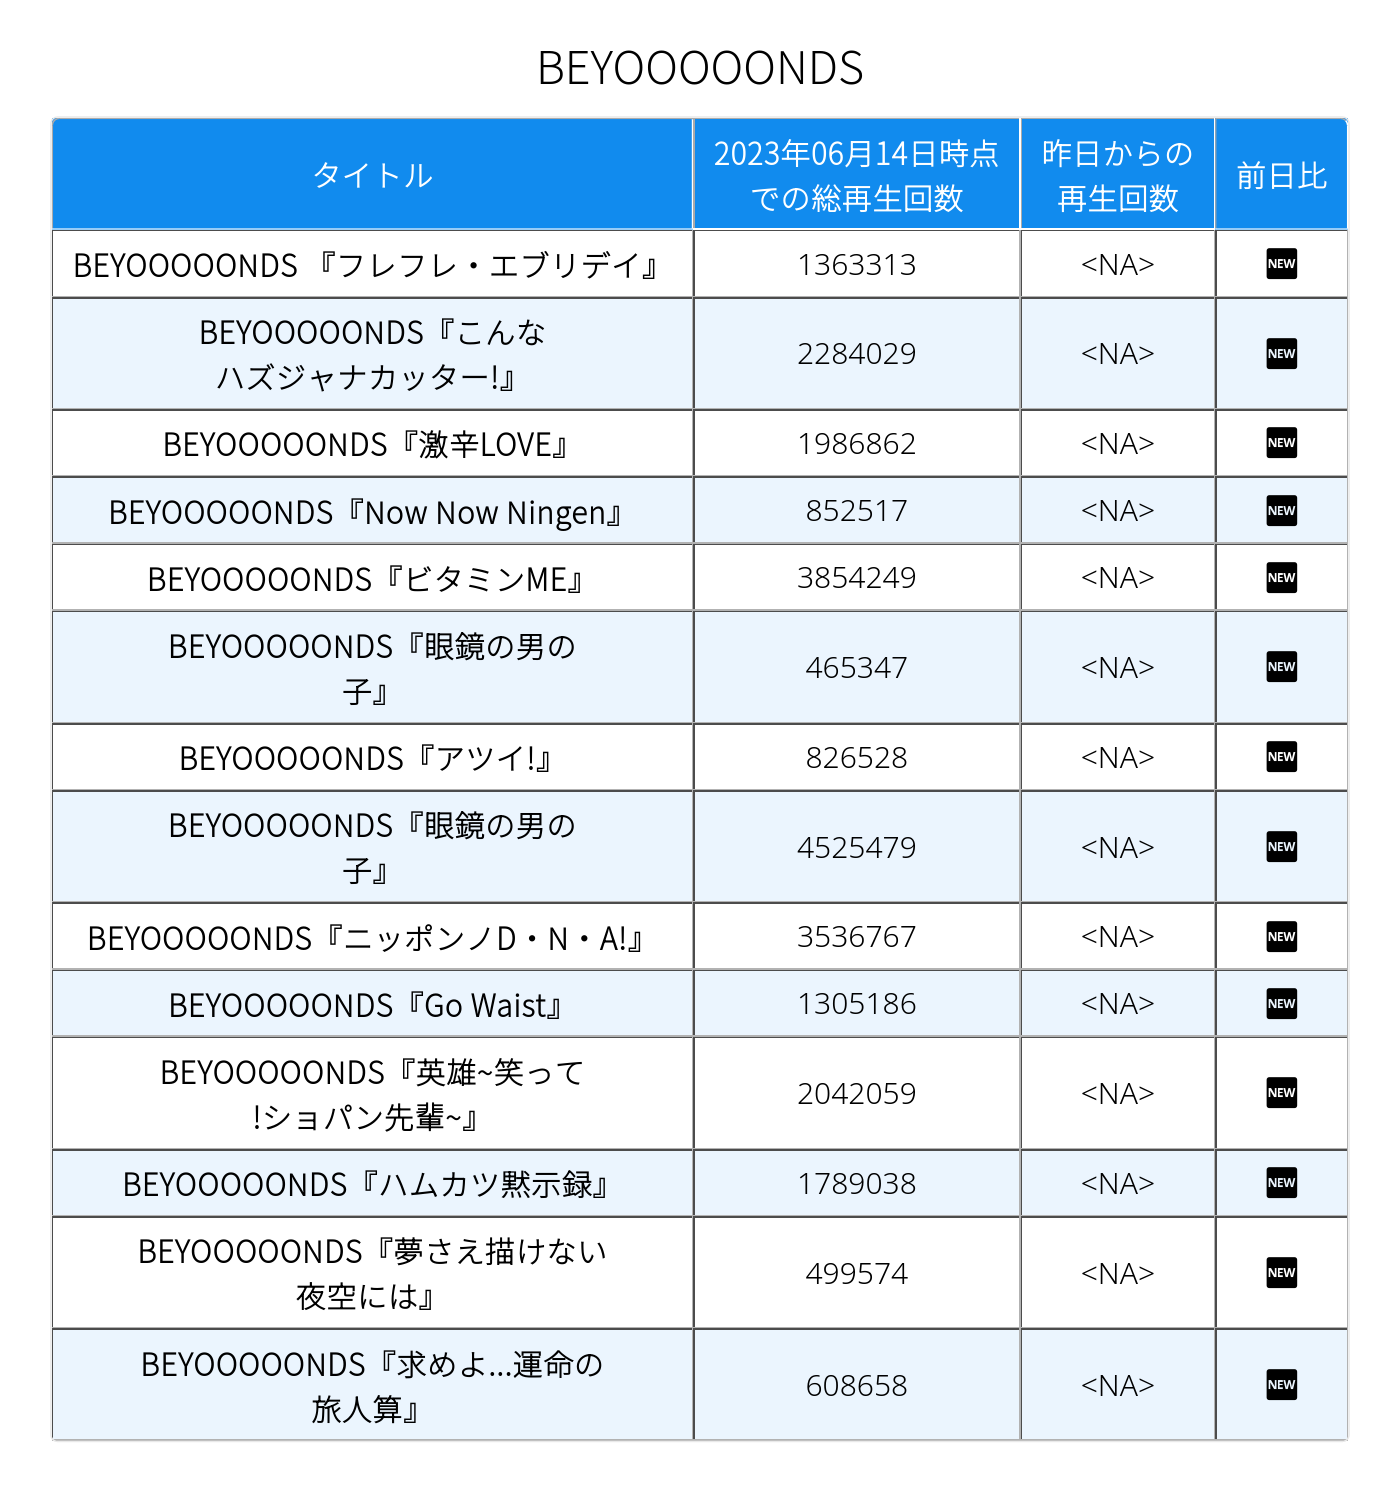 BEYOOOOONDS
タイトル
2023年06月14日時点
での総再生回数
昨日からの
再生回数
前日比
BEYOOOOONDS 『フレフレ・エブリデイ』
1363313
<NA>
NEW
BEYOOOOONDS『こんな
ハズジャナカッター!』
2284029
<NA>
NEW
BEYOOOOONDS『激辛LOVE』
1986862
<NA>
NEW
BEYOOOOONDS『Now Now Ningen』
852517
<NA>
NEW
BEYOOOOONDS『ビタミンME』
3854249
<NA>
NEW
BEYOOOOONDS『眼鏡の男の
子』
465347
<NA>
NEW
BEYOOOOONDS『アツイ!』
826528
<NA>
NEW
BEYOOOOONDS『眼鏡の男の
子』
4525479
<NA>
NEW
BEYOOOOONDS『ニッポンノD・N・A!』
3536767
<NA>
NEW
BEYOOOOONDS『Go Waist』
1305186
<NA>
NEW
BEYOOOOONDS『英雄~笑って
!ショパン先輩~』
2042059
<NA>
NEW
BEYOOOOONDS『ハムカツ黙示録』
1789038
<NA>
NEW
BEYOOOOONDS『夢さえ描けない
夜空には』
499574
<NA>
NEW
BEYOOOOONDS『求めよ...運命の
旅人算』
608658
<NA>
NEW